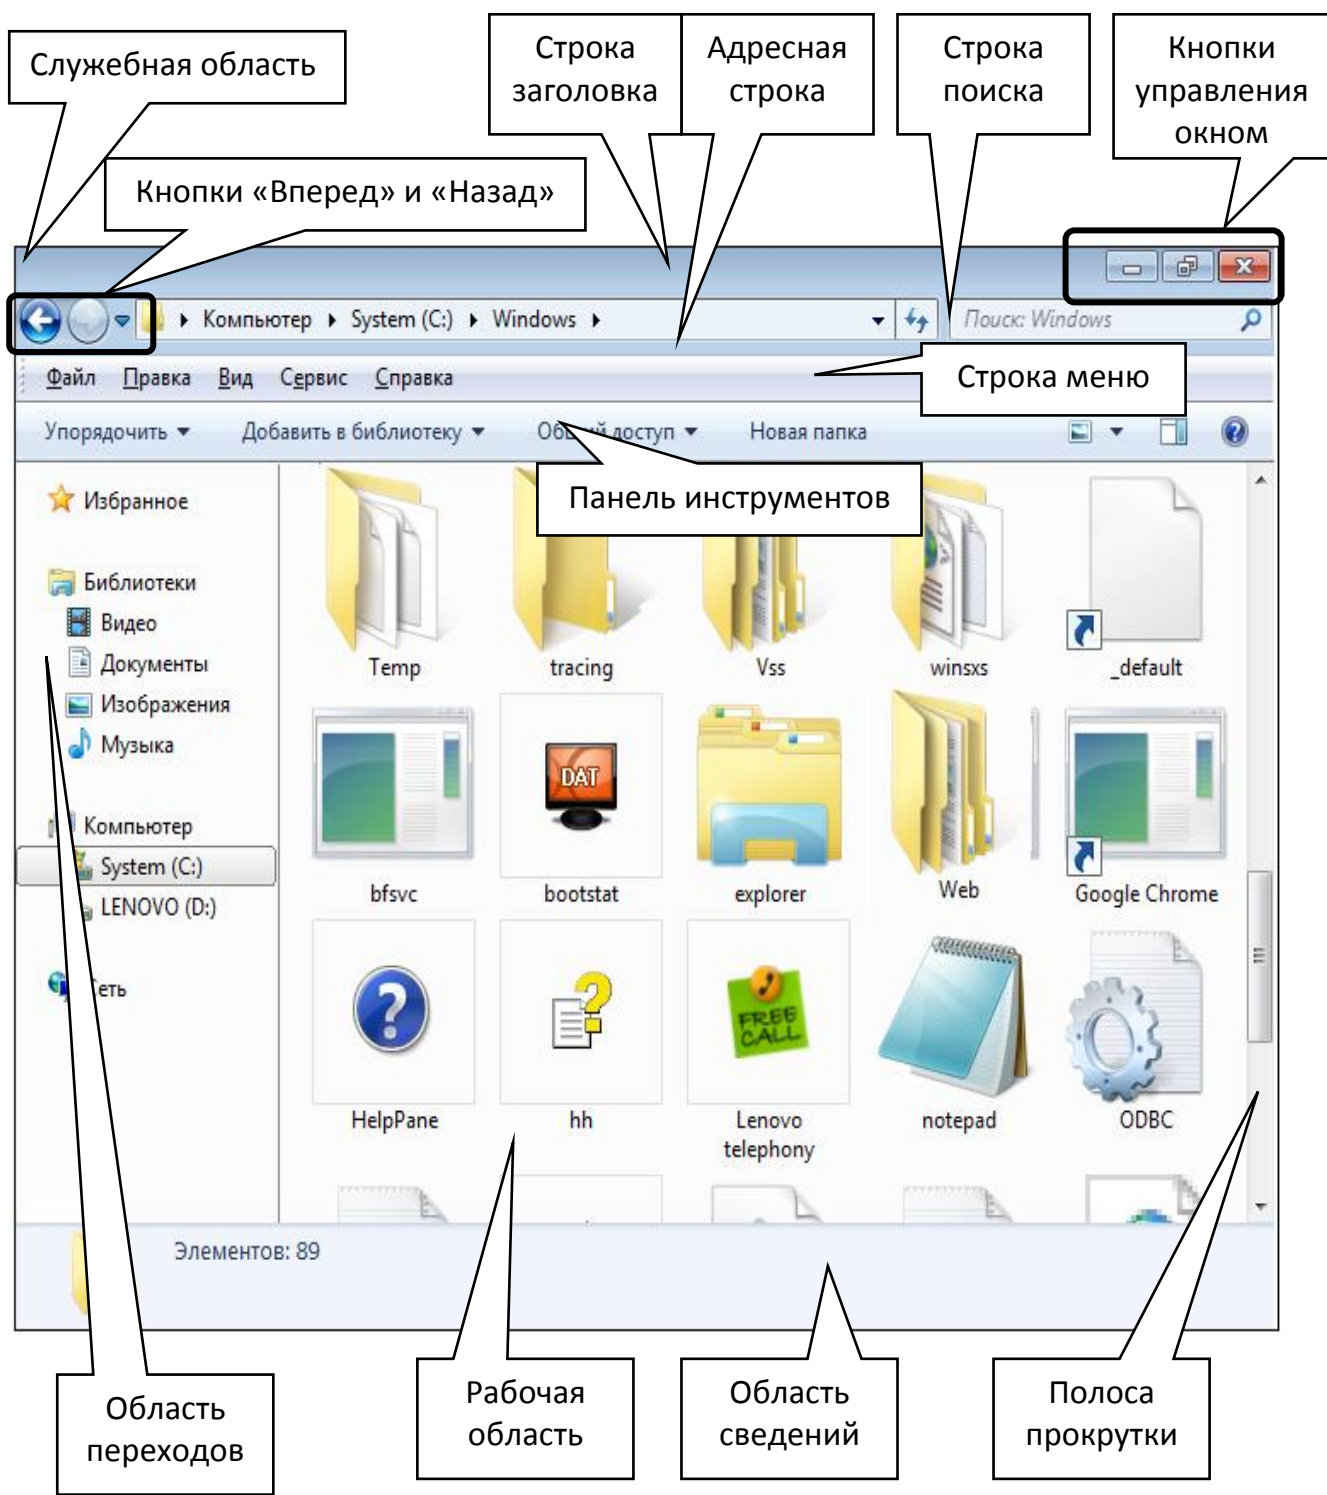 Служебная область
Строка
заголовка
Адресная
строка
Строка
поиска
Кнопки
управления
окном
Кнопки «Вперед» и «Назад»
Компьютер
System (C:)
Windows
Поиск: Windows
Файл Правка Вид Сервис Справка
Строка меню
Упорядочить Добавить в библиотеку Общий доступ Новая папка
Панель инструментов
Избранное
Библиотеки
Видео
Документы
Изображения
Музыка
Компьютер
System (C:)
LENOVO (D:)
Сеть
Temp tracing Vss winsxs _default
bfsvc bootstat explorer Web Google Chrome
DAT
FREE
CALL
HelpPane hh Lenovo telephony notepad ODBC
Элементов: 89
Область
переходов
Рабочая
область
Область
сведений
Полоса
прокрутки